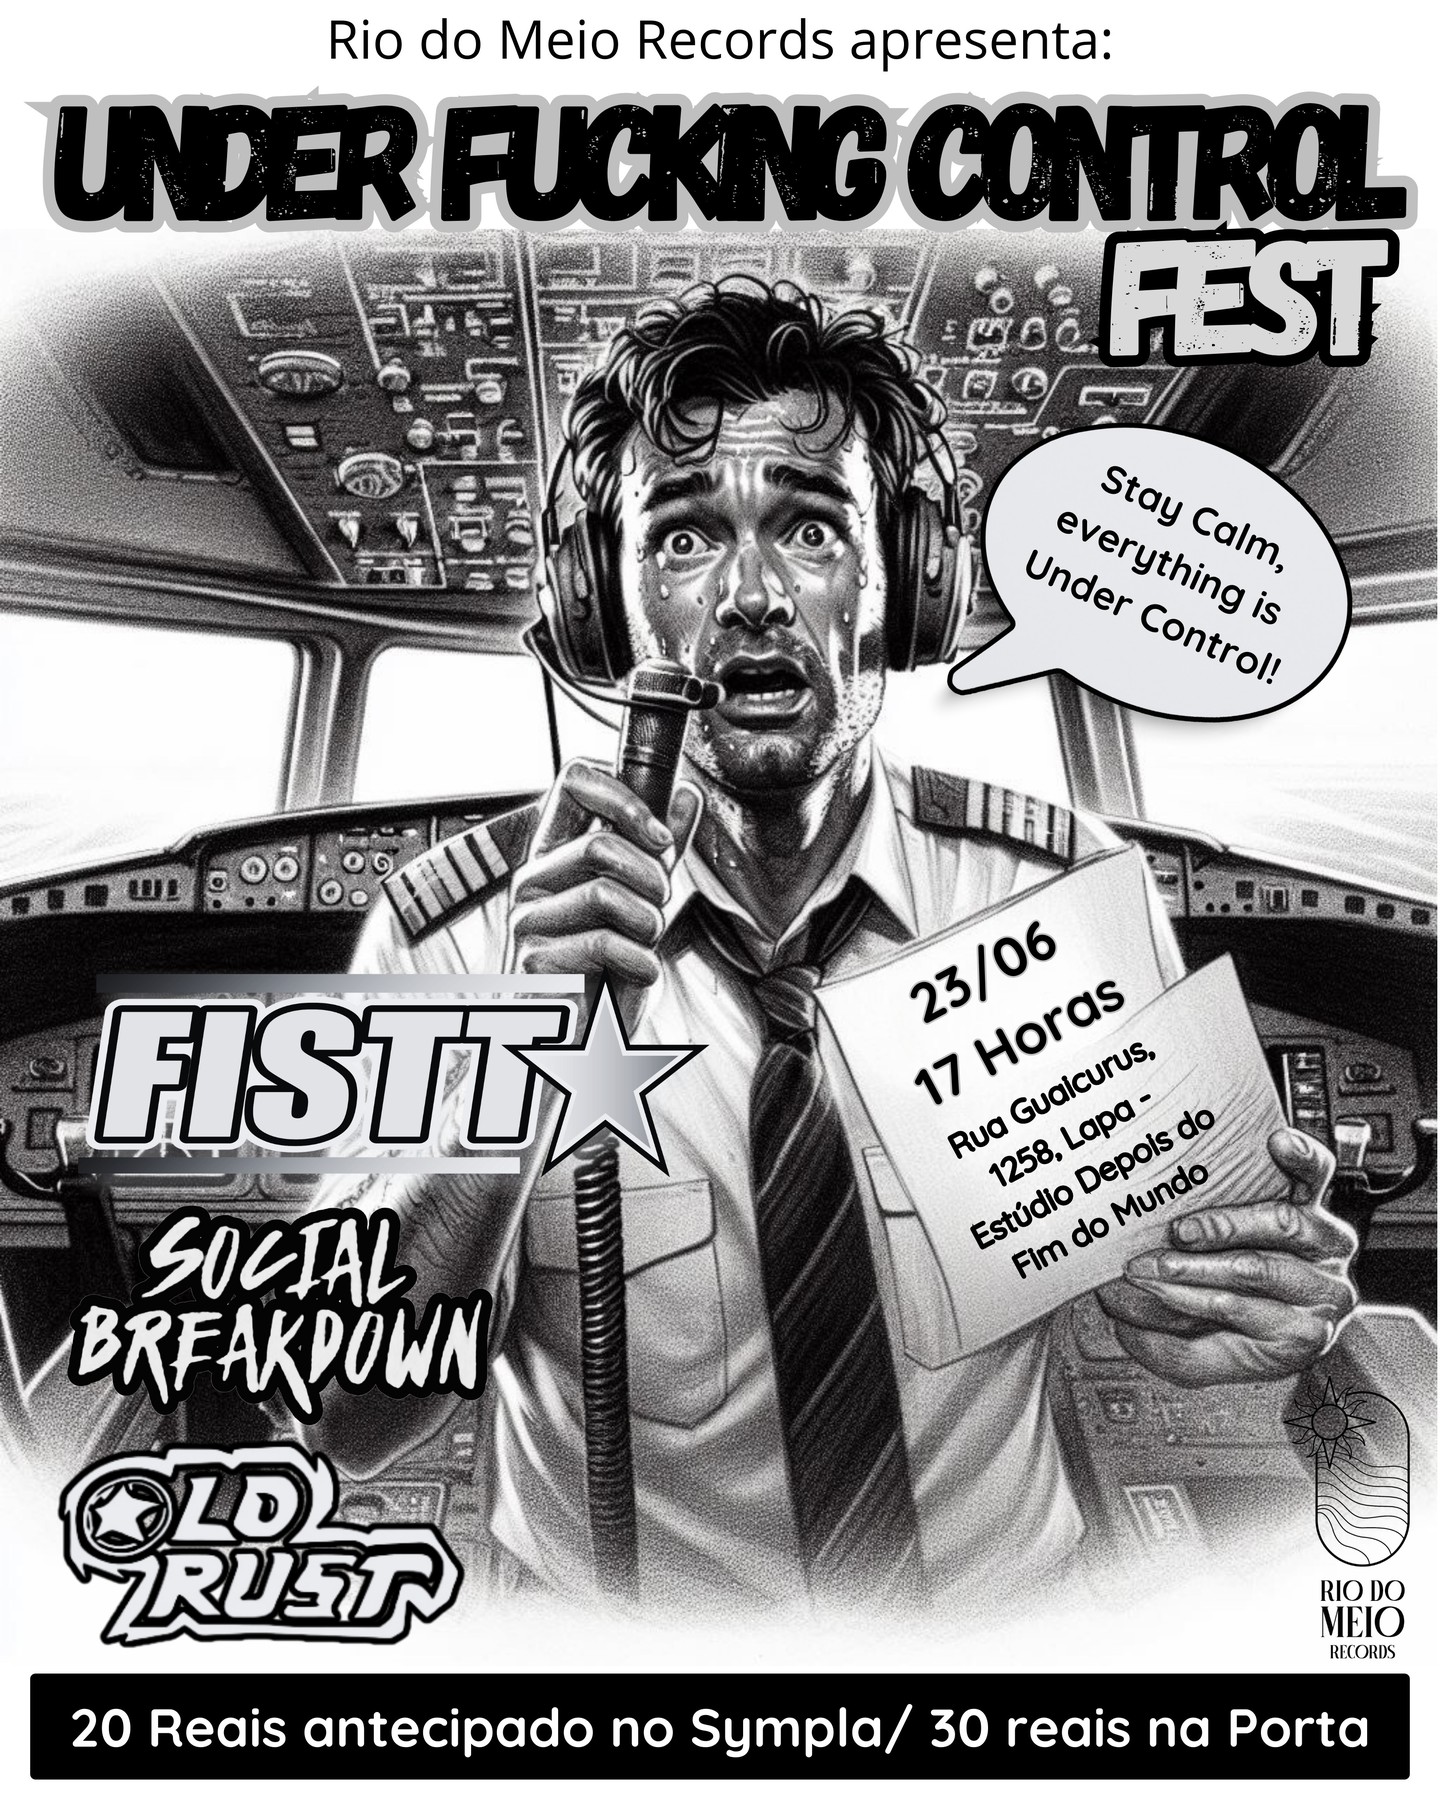 Rio do Meio Records apresenta:
UNDER FUCKING CONTROL
FEST
Stay Calm,
everything is
Under Control!
23/06
17 Horas
Rua Guaicurus,
1258, Lapa -
Estúdio Depois do
Fim do Mundo
FISTT
SOCIAL
BREAKDOWN
OLD
RUST
RIO DO
MEIO
RECORDS
20 Reais antecipado no Sympla/ 30 reais na Porta